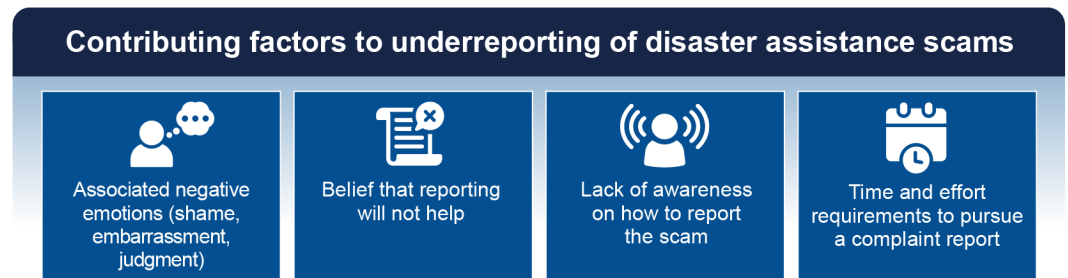 Contributing factors to underreporting of disaster assistance scams
Associated negative
emotions (shame,
embarrassment,
judgment)
Belief that reporting
will not help
Lack of awareness
on how to report
the scam
Time and effort
requirements to pursue
a complaint report